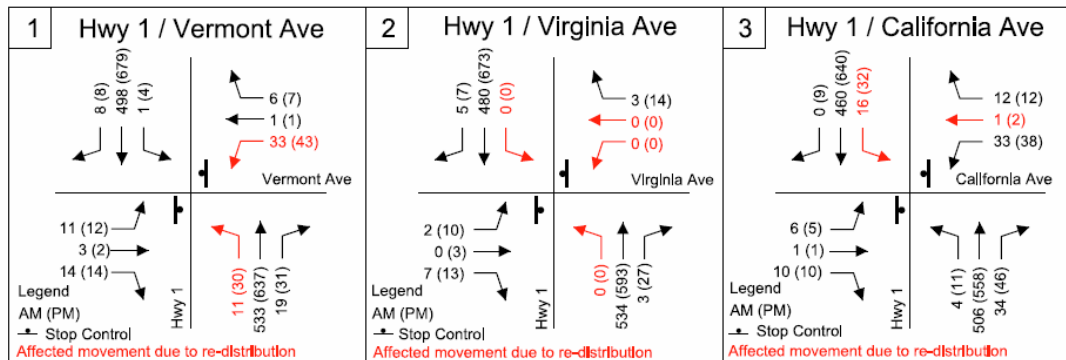 1
Hwy 1 / Vermont Ave
8 (8)
498 (679)
1 (4)
6 (7)
1 (1)
33 (43)
Vermont Ave
11 (12)
3 (2)
14 (14)
11 (30)
533 (637)
19 (31)
Hwy 1
Legend
AM (PM)
Stop Control
Affected movement due to re-distribution
2
Hwy 1 / Virginia Ave
5 (7)
480 (673)
0 (0)
3 (14)
0 (0)
0 (0)
Virginia Ave
2 (10)
0 (3)
7 (13)
0 (0)
534 (593)
3 (27)
Hwy 1
Legend
AM (PM)
Stop Control
Affected movement due to re-distribution
3
Hwy 1 / California Ave
0 (9)
460 (640)
16 (32)
12 (12)
1 (2)
33 (38)
California Ave
6 (5)
1 (1)
10 (10)
4 (11)
506 (558)
34 (46)
Hwy 1
Legend
AM (PM)
Stop Control
Affected movement due to re-distribution